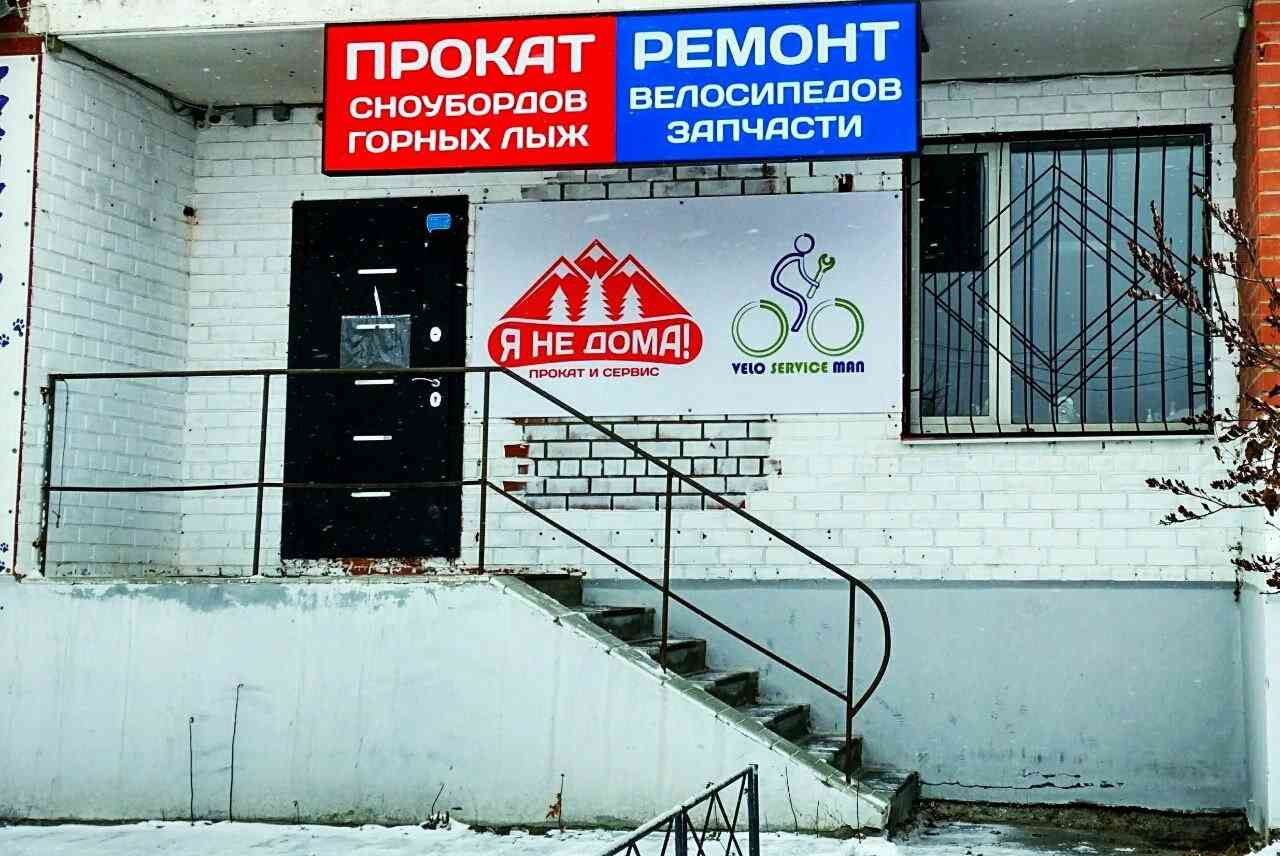 ПРОКАТ
СНОУБОРДОВ
ГОРНЫХ ЛЫЖ
РЕМОНТ
ВЕЛОСИПЕДОВ
ЗАПЧАСТИ
Я НЕ ДОМА!
ПРОКАТ И СЕРВИС
VELO SERVICE MAN